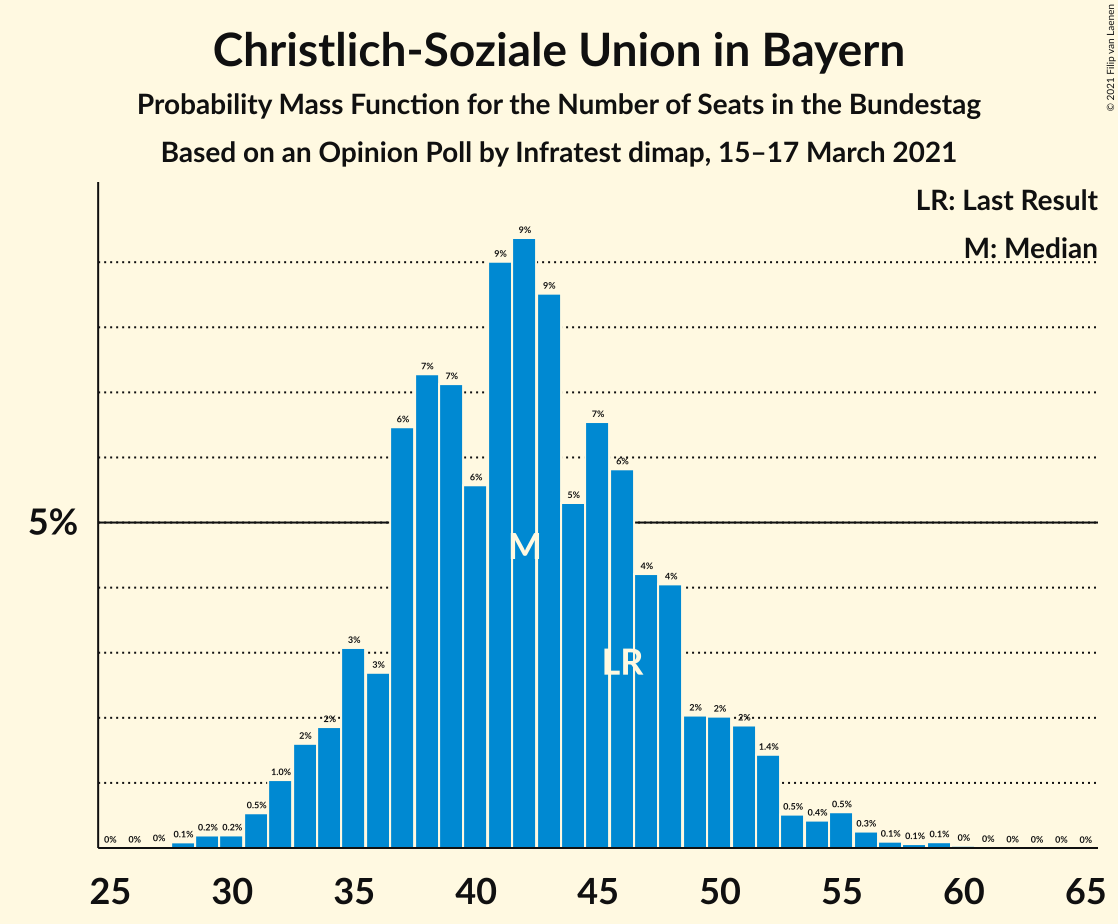 Christlich-Soziale Union in Bayern
Probability Mass Function for the Number of Seats in the Bundestag
Based on an Opinion Poll by Infratest dimap, 15–17 March 2021
© 2021 Filip van Laenen
LR: Last Result
M: Median
5%
0% 0% 0% 0.1% 0.2% 0.2% 0.5% 1.0% 2% 2% 3% 3% 6% 7% 7% 6% 9% 9% 9% 5% 7% 6% 4% 4% 2% 2% 2% 1.4% 0.5% 0.4% 0.5% 0.3% 0.1% 0.1% 0.1% 0% 0% 0% 0% 0% 0%
M
LR
25 30 35 40 45 50 55 60 65